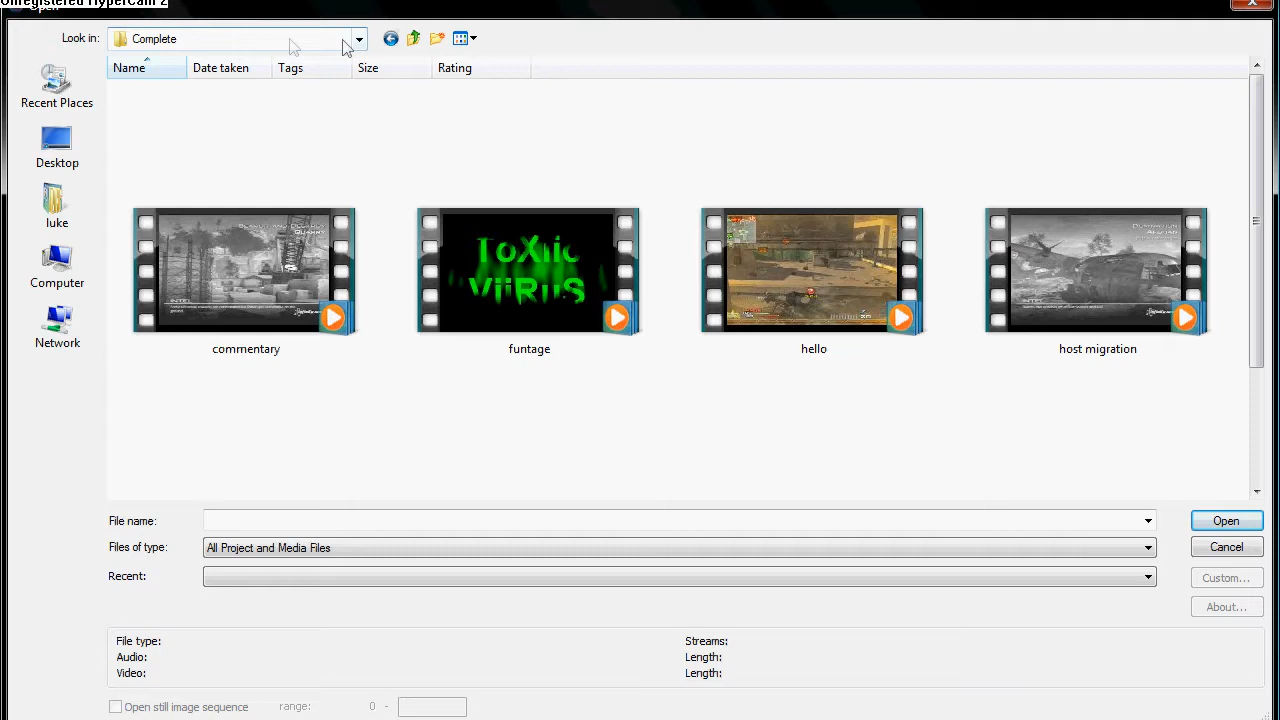 Unregistered HyperCam 2
Open
Look in:
Complete
Name
Date taken
Tags
Size
Rating
Recent Places
Desktop
luke
Computer
Network
ToXiic
ViiRuS
commentary
funtage
hello
host migration
File name:
Open
Files of type:
All Project and Media Files
Cancel
Recent:
Custom...
About...
File type:
Streams:
Audio:
Length:
Video:
Length:
Open still image sequence
range:
0 -